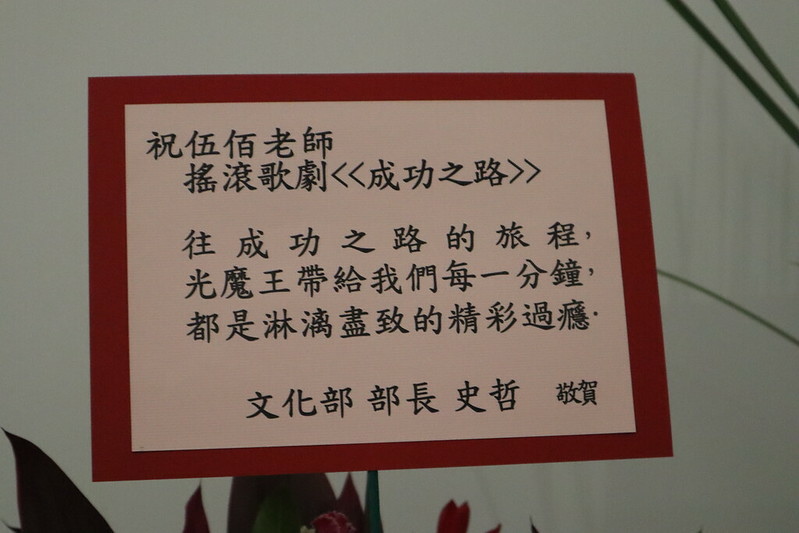 祝伍佰老師
搖滾歌劇<<成功之路>>
往成功之路的旅程,
光魔王帶給我們每一分鐘,
都是淋漓盡致的精彩過癮.
文化部 部長 史哲 敬賀